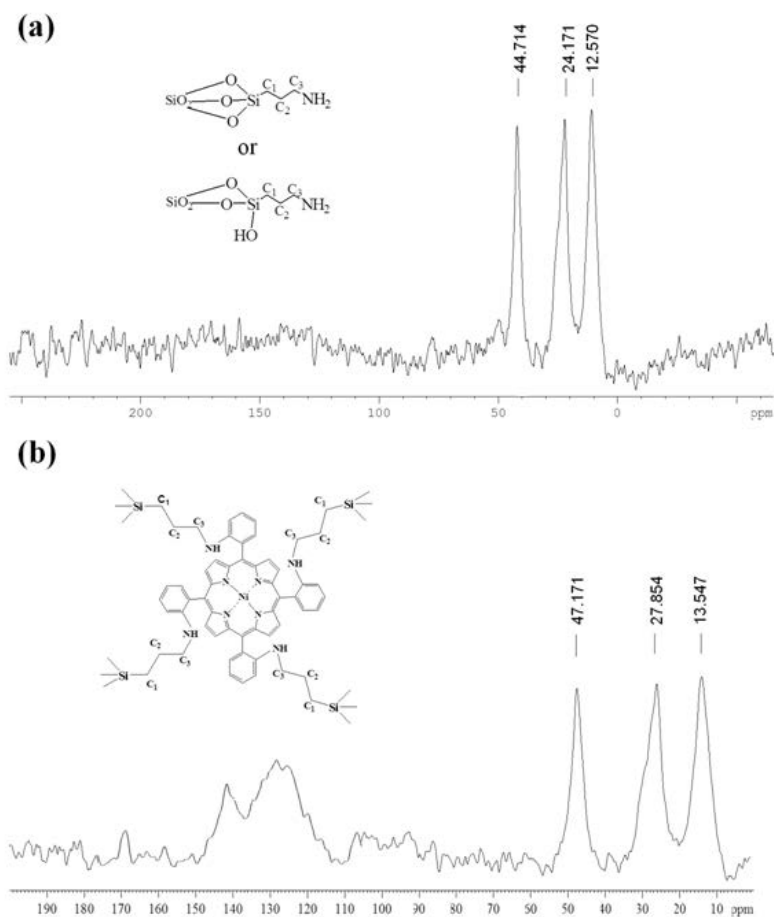 (a)
44.714
24.171
12.570
O
SiO₂ O Si C₁ C₂ C₃ NH₂
O
or
O
SiO₂ O Si C₁ C₂ C₃ NH₂
HO
200 150 100 50 0 ppm
(b)
C₁ Si
Si C₁ C₂ C₃ NH
C₃ C₂ NH
N N
Ni
N N
C₂ NH C₃
NH C₃ C₂
Si C₁
C₁ Si
47.171
27.854
13.547
190 180 170 160 150 140 130 120 110 100 90 80 70 60 50 40 30 20 10 ppm